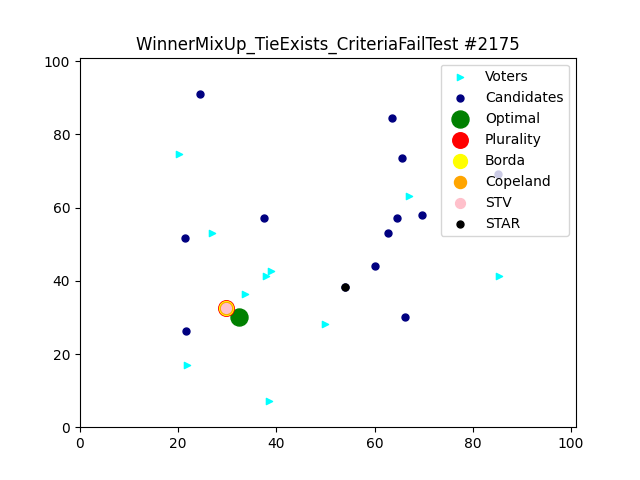 WinnerMixUp_TieExists_CriteriaFailTest #2175
100
80
60
40
20
0
0 20 40 60 80 100
Voters
Candidates
Optimal
Plurality
Borda
Copeland
STV
STAR